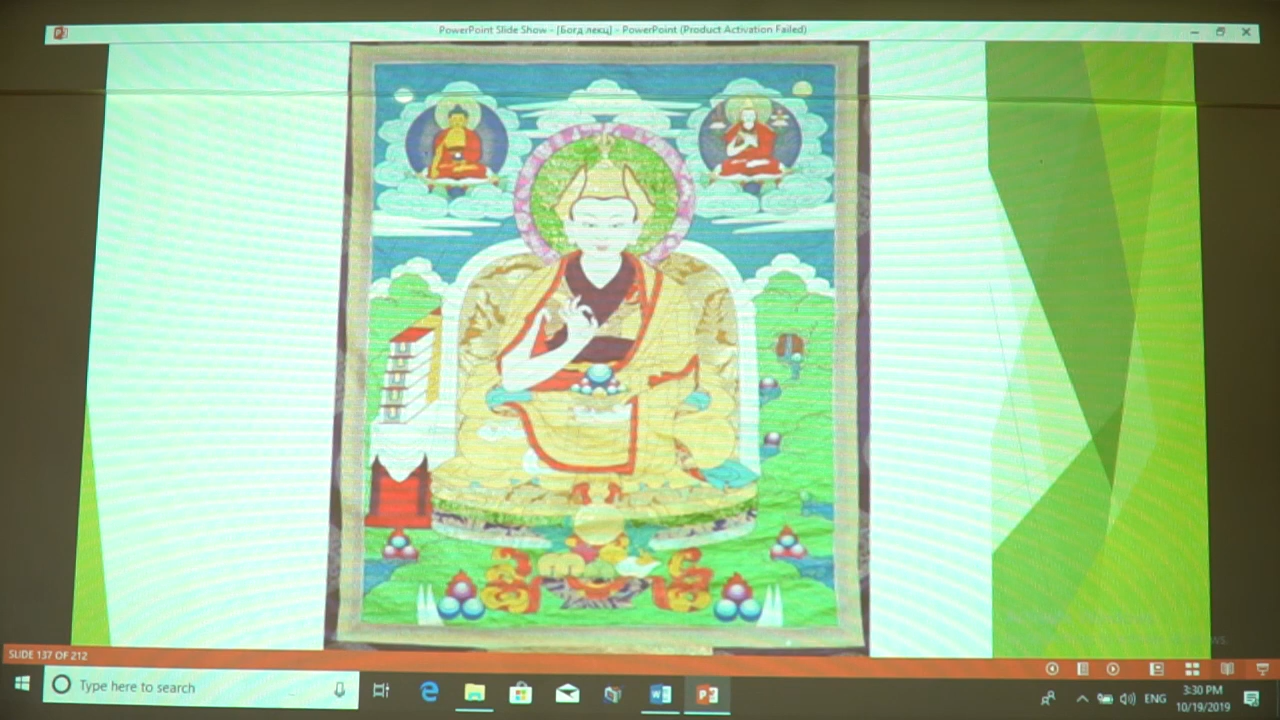 PowerPoint Slide Show - [Богд лекц] - PowerPoint (Product Activation Failed)
SLIDE 137 OF 212
Type here to search
ENG
3:30 PM
10/19/2019